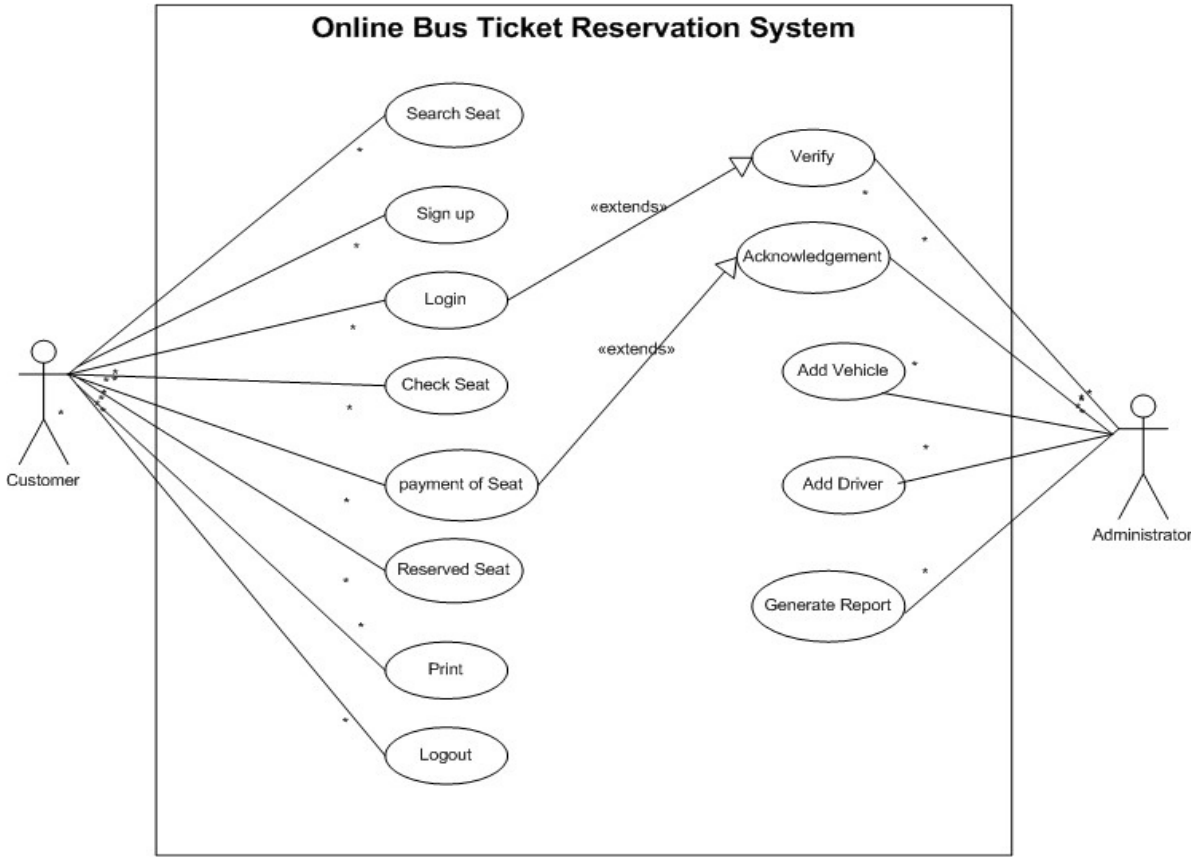 Online Bus Ticket Reservation System
Search Seat
Sign up
Login
Check Seat
payment of Seat
Reserved Seat
Print
Logout
«extends»
«extends»
Verify
Acknowledgement
Add Vehicle
Add Driver
Generate Report
Customer
Administrator